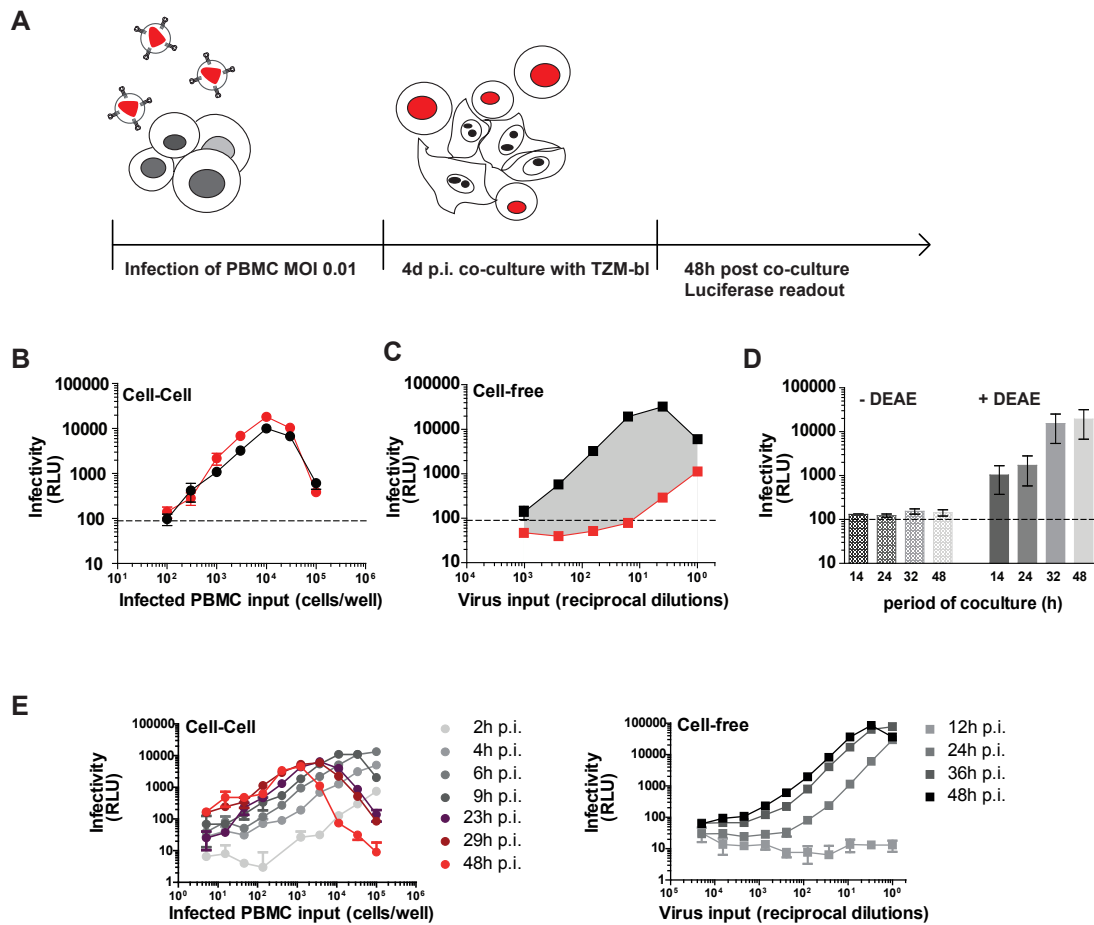 A
Infection of PBMC MOI 0.01
4d p.i. co-culture with TZM-bl
48h post co-culture
Luciferase readout
B
Cell-Cell
Infectivity
(RLU)
100000
10000
1000
100
10
10¹ 10² 10³ 10⁴ 10⁵ 10⁶
Infected PBMC input (cells/well)
C
Cell-free
Infectivity
(RLU)
100000
10000
1000
100
10
10⁴ 10³ 10² 10¹ 10⁰
Virus input (reciprocal dilutions)
D
- DEAE
+ DEAE
Infectivity
(RLU)
100000
10000
1000
100
10
14 24 32 48 14 24 32 48
period of coculture (h)
E
Cell-Cell
Infectivity
(RLU)
100000
10000
1000
100
10
1
10⁰ 10¹ 10² 10³ 10⁴ 10⁵ 10⁶
Infected PBMC input (cells/well)
2h p.i.
4h p.i.
6h p.i.
9h p.i.
23h p.i.
29h p.i.
48h p.i.
Cell-free
Infectivity
(RLU)
100000
10000
1000
100
10
1
10⁵ 10⁴ 10³ 10² 10¹ 10⁰
Virus input (reciprocal dilutions)
12h p.i.
24h p.i.
36h p.i.
48h p.i.